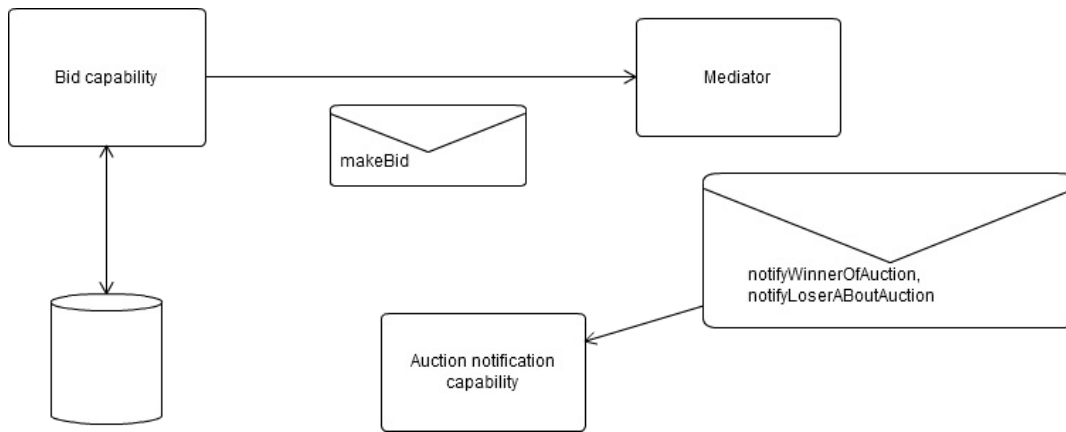 Bid capability
Mediator
makeBid
notifyWinnerOfAuction,
notifyLoserABoutAuction
Auction notification
capability